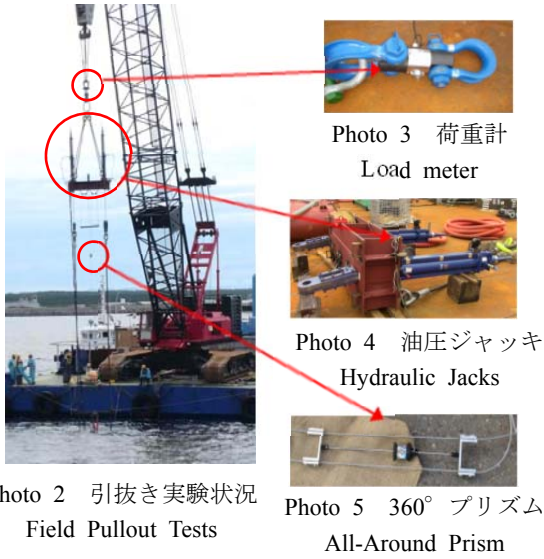 Photo 3 荷重計
Load meter
Photo 4 油圧ジャッキ
Hydraulic Jacks
hoto 2 引抜き実験状況
Field Pullout Tests
Photo 5 360° プリズム
All-Around Prism